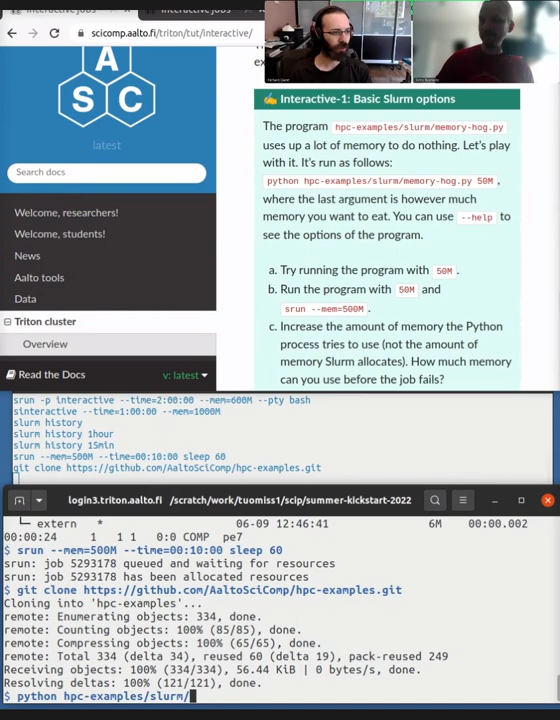 scicomp.aalto.fi/triton/tut/interactive/
A
S C
latest
Search docs
Welcome, researchers!
Welcome, students!
News
Aalto tools
Data
Triton cluster
Overview
Read the Docs
v: latest
Interactive-1: Basic Slurm options
The program hpc-examples/slurm/memory-hog.py
uses up a lot of memory to do nothing. Let's play
with it. It's run as follows:
python hpc-examples/slurm/memory-hog.py 50M ,
where the last argument is however much
memory you want to eat. You can use --help to
see the options of the program.
a. Try running the program with 50M .
b. Run the program with 50M and
srun --mem=500M .
c. Increase the amount of memory the Python
process tries to use (not the amount of
memory Slurm allocates). How much memory
can you use before the job fails?
srun -p interactive --time=2:00:00 --mem=600M --pty bash
sinteractive --time=1:00:00 --mem=1000M
slurm history
slurm history 1hour
slurm history 15min
srun --mem=500M --time=00:10:00 sleep 60
git clone https://github.com/AaltoSciComp/hpc-examples.git
login3.triton.aalto.fi /scratch/work/tuomiss1/scip/summer-kickstart-2022
└─ extern * 06-09 12:46:41 6M 00:00.002
00:00:24 1 1 1 0:0 COMP pe7
$ srun --mem=500M --time=00:10:00 sleep 60
srun: job 5293178 queued and waiting for resources
srun: job 5293178 has been allocated resources
$ git clone https://github.com/AaltoSciComp/hpc-examples.git
Cloning into 'hpc-examples'...
remote: Enumerating objects: 334, done.
remote: Counting objects: 100% (85/85), done.
remote: Compressing objects: 100% (65/65), done.
remote: Total 334 (delta 34), reused 60 (delta 19), pack-reused 249
Receiving objects: 100% (334/334), 56.44 KiB | 0 bytes/s, done.
Resolving deltas: 100% (121/121), done.
$ python hpc-examples/slurm/